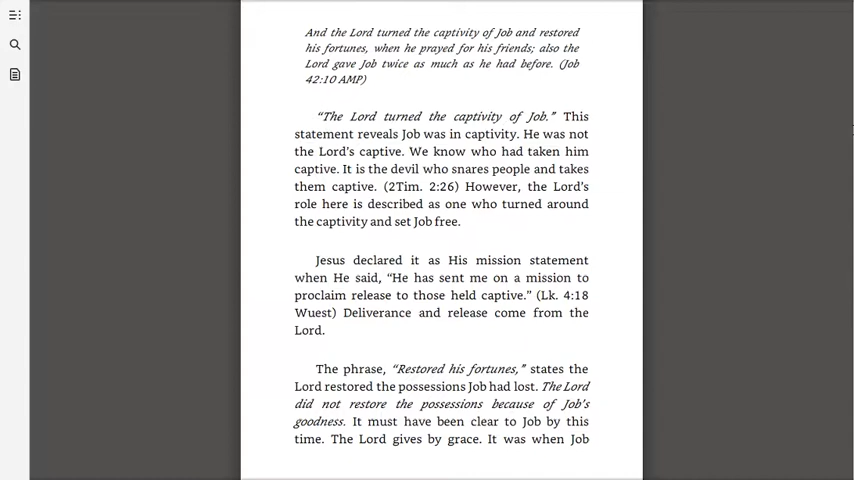 And the Lord turned the captivity of Job and restored
his fortunes, when he prayed for his friends; also the
Lord gave Job twice as much as he had before. (Job
42:10 AMP)
“The Lord turned the captivity of Job.” This
statement reveals Job was in captivity. He was not
the Lord’s captive. We know who had taken him
captive. It is the devil who snares people and takes
them captive. (2Tim. 2:26) However, the Lord’s
role here is described as one who turned around
the captivity and set Job free.
Jesus declared it as His mission statement
when He said, “He has sent me on a mission to
proclaim release to those held captive.” (Lk. 4:18
Wuest) Deliverance and release come from the
Lord.
The phrase, “Restored his fortunes,” states the
Lord restored the possessions Job had lost. The Lord
did not restore the possessions because of Job’s
goodness. It must have been clear to Job by this
time. The Lord gives by grace. It was when Job